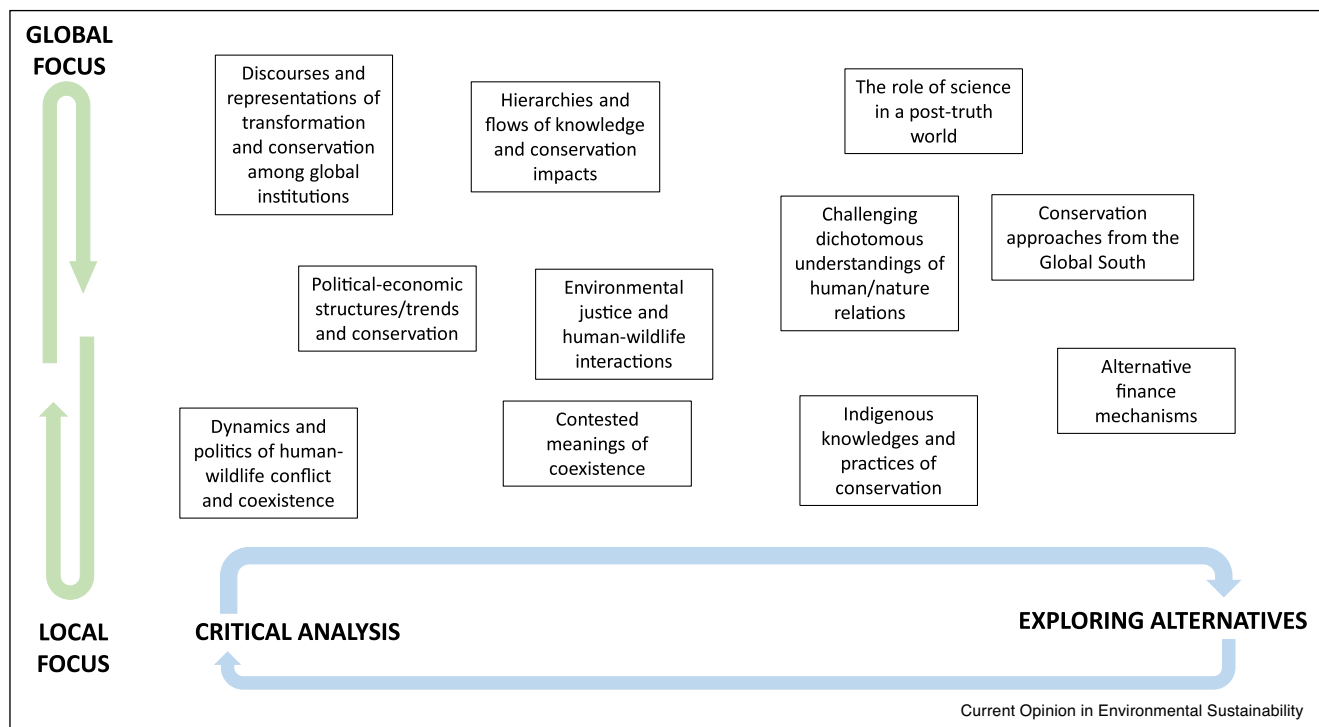 GLOBAL
FOCUS
Discourses and
representations of
transformation
and conservation
among global
institutions
Hierarchies and
flows of knowledge
and conservation
impacts
The role of science
in a post-truth
world
Challenging
dichotomous
understandings of
human/nature
relations
Conservation
approaches from the
Global South
Political-economic
structures/trends
and conservation
Environmental
justice and
human-wildlife
interactions
Alternative
finance
mechanisms
Dynamics and
politics of human-
wildlife conflict
and coexistence
Contested
meanings of
coexistence
Indigenous
knowledges and
practices of
conservation
LOCAL
FOCUS
CRITICAL ANALYSIS
EXPLORING ALTERNATIVES
Current Opinion in Environmental Sustainability